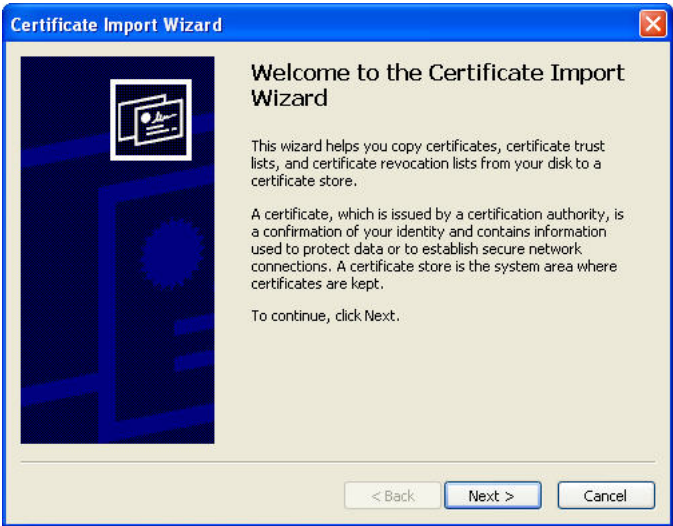 Certificate Import Wizard
Welcome to the Certificate Import
Wizard
This wizard helps you copy certificates, certificate trust
lists, and certificate revocation lists from your disk to a
certificate store.
A certificate, which is issued by a certification authority, is
a confirmation of your identity and contains information
used to protect data or to establish secure network
connections. A certificate store is the system area where
certificates are kept.
To continue, click Next.
< Back Next > Cancel